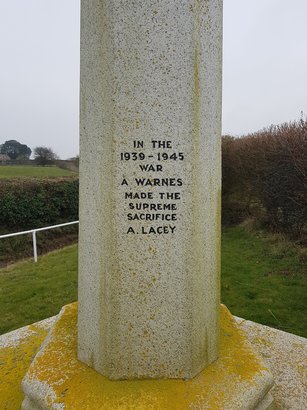 IN THE
1939-1945
WAR
A WARNES
MADE THE
SUPREME
SACRIFICE
A. LACEY